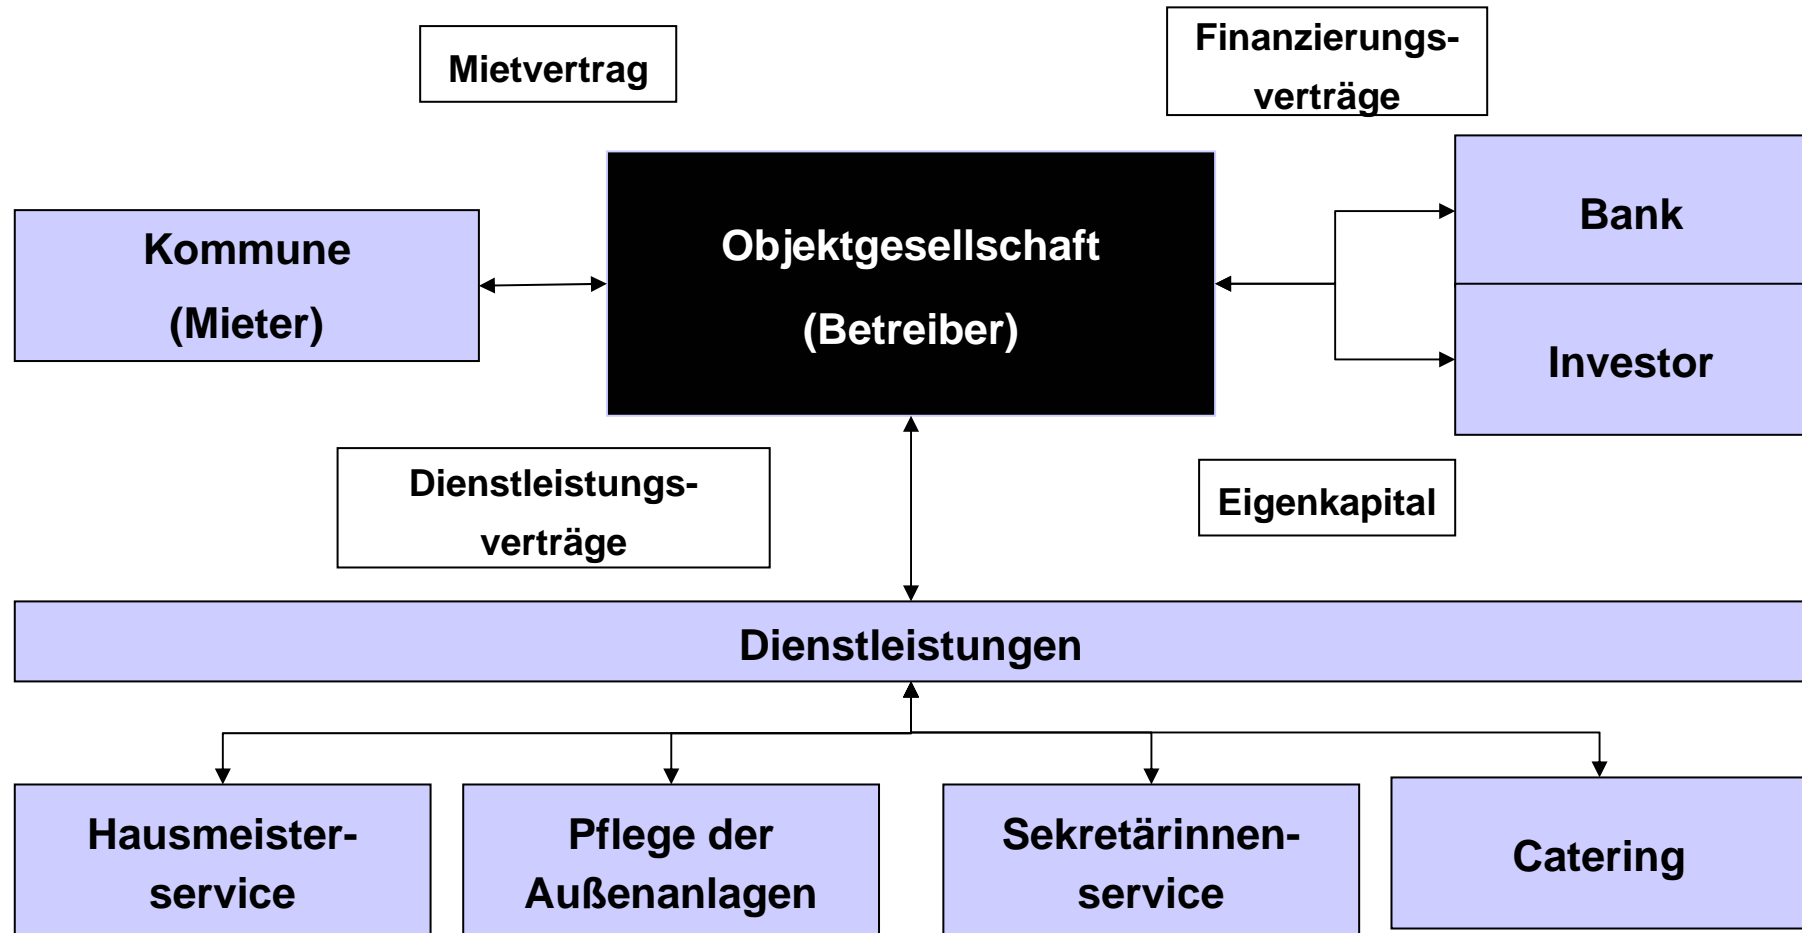 Mietvertrag
Finanzierungs-
verträge
Kommune
(Mieter)
Objektgesellschaft
(Betreiber)
Bank
Investor
Dienstleistungs-
verträge
Eigenkapital
Dienstleistungen
Hausmeister-
service
Pflege der
Außenanlagen
Sekretärinnen-
service
Catering